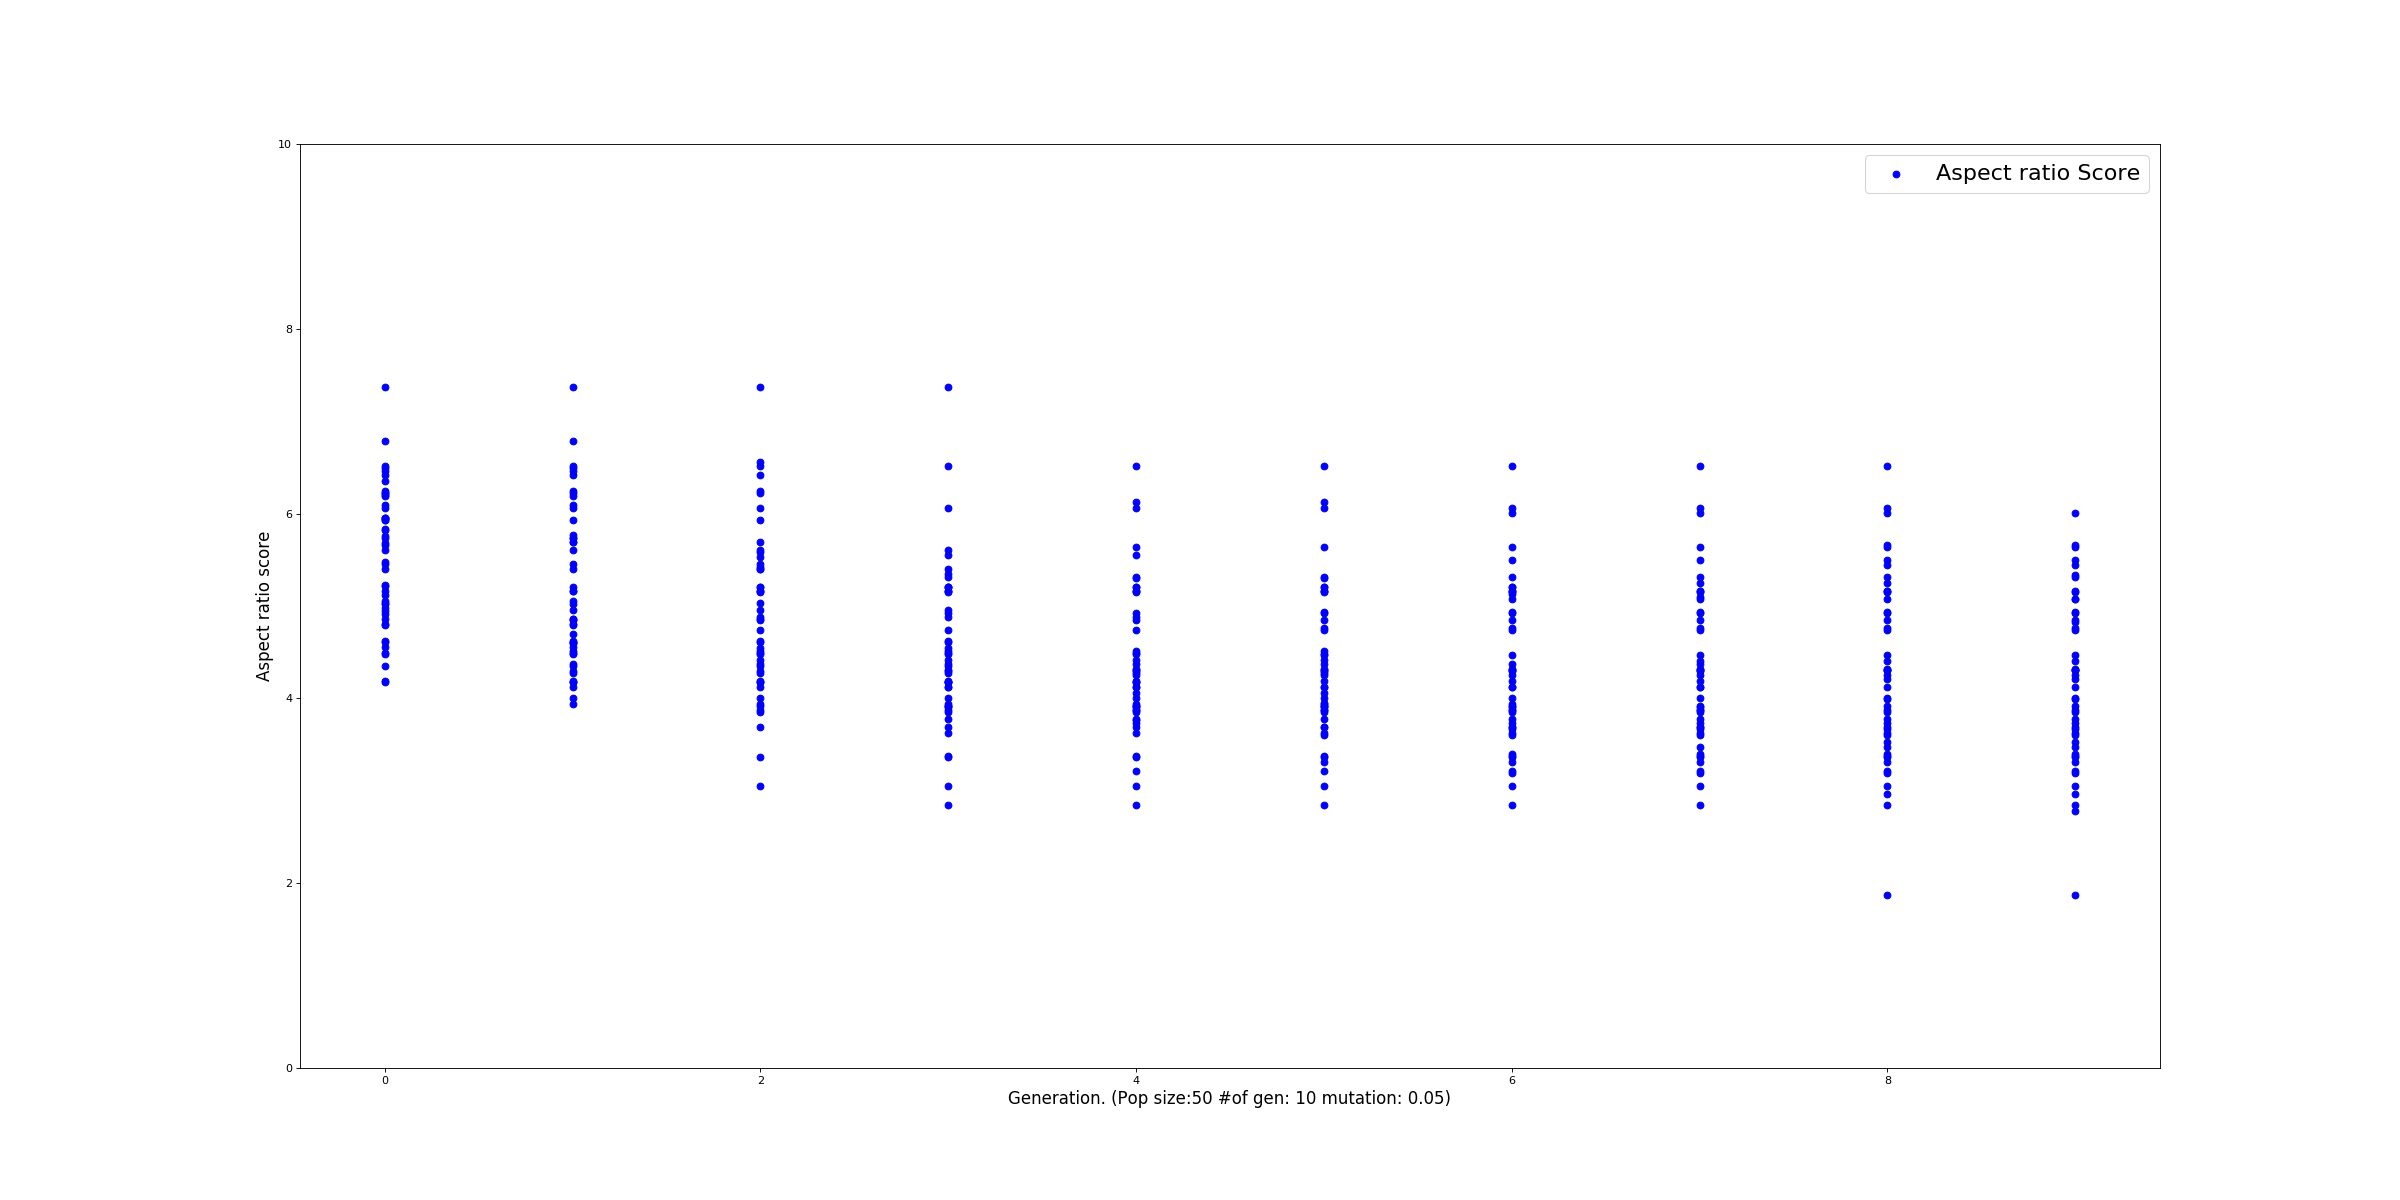 Aspect ratio Score
10
8
6
4
2
0
Aspect ratio score
0 2 4 6 8
Generation. (Pop size:50 #of gen: 10 mutation: 0.05)